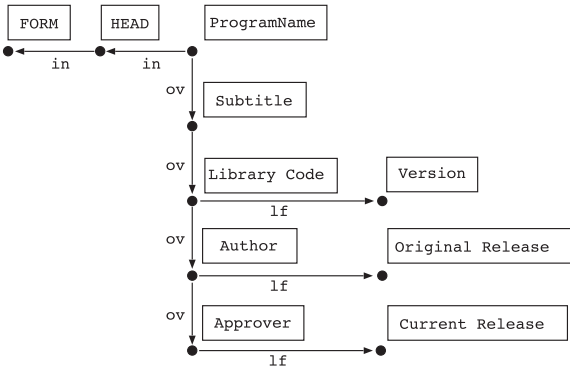 FORM HEAD ProgramName
in in
ov Subtitle
ov Library Code Version
lf
ov Author Original Release
lf
ov Approver Current Release
lf